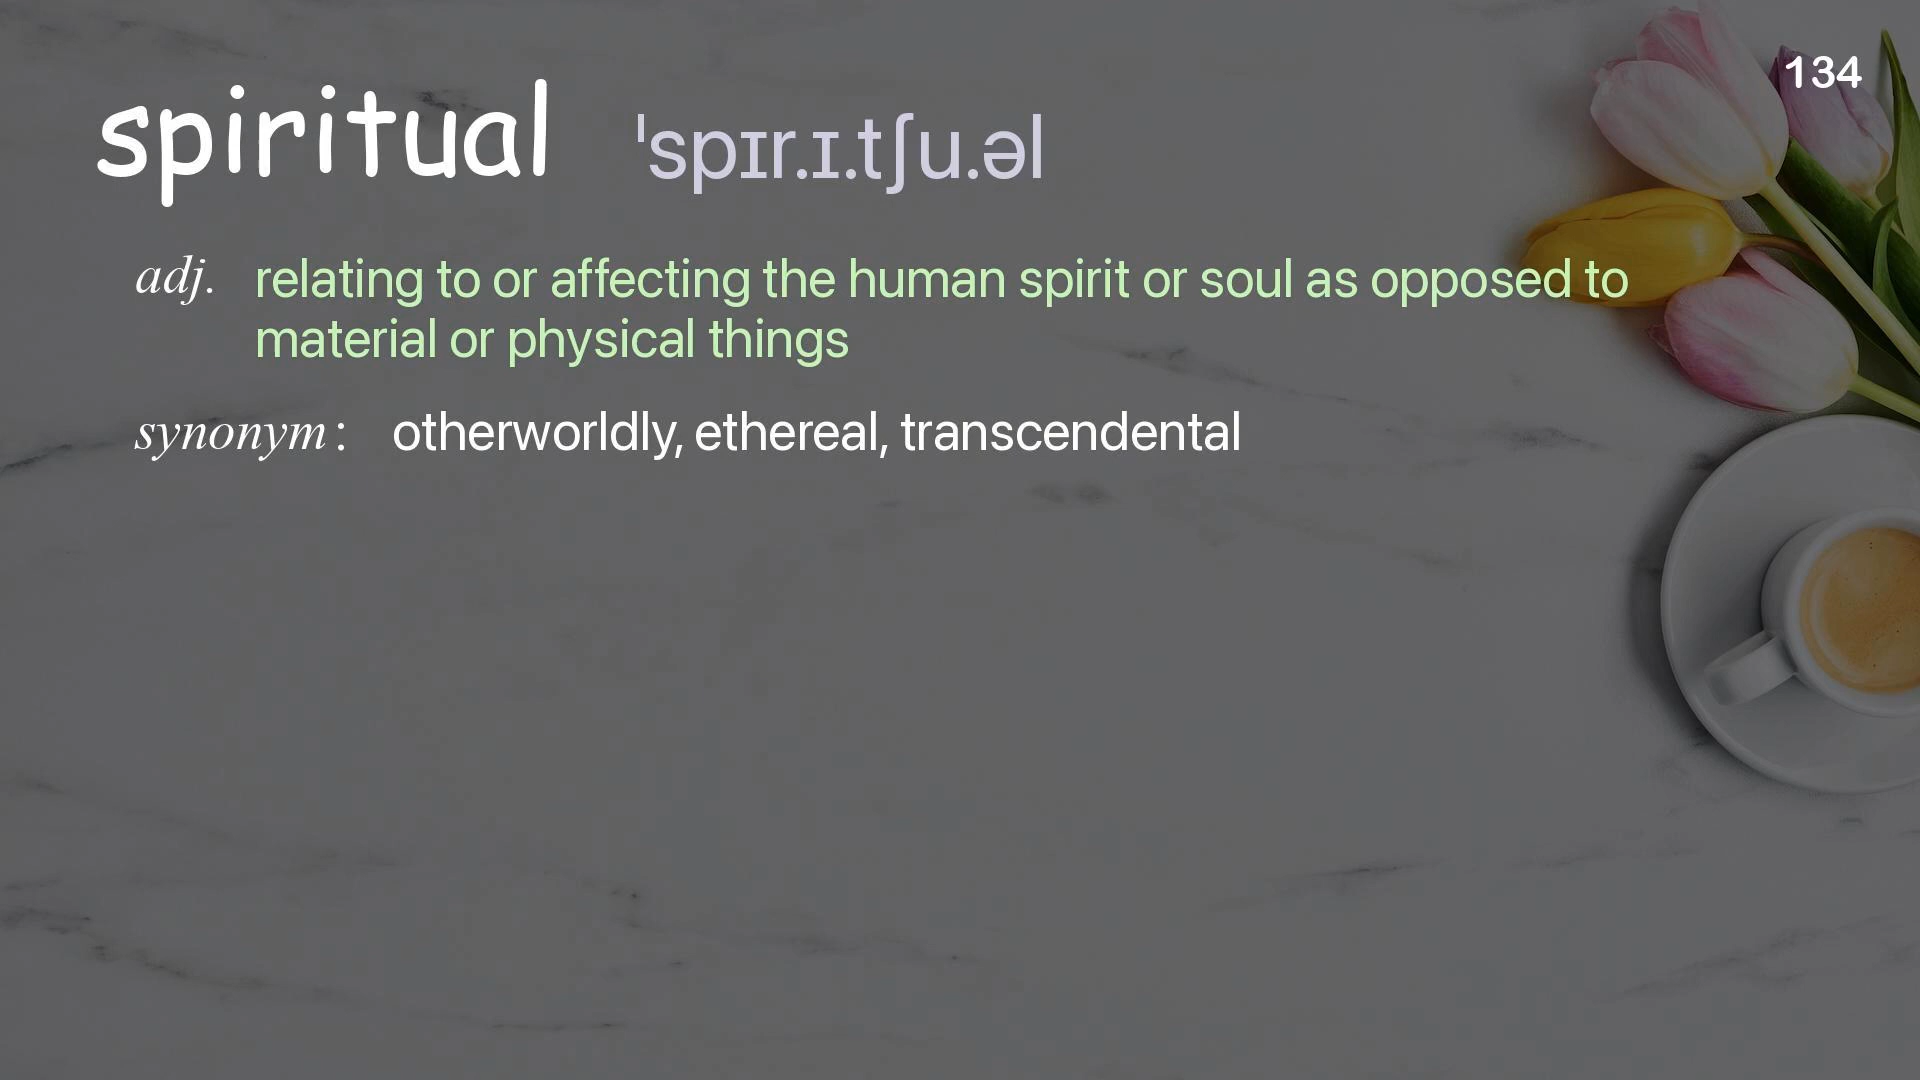 134
spiritual ˈspɪr.ɪ.tʃu.əl
adj. relating to or affecting the human spirit or soul as opposed to
material or physical things
synonym: otherworldly, ethereal, transcendental